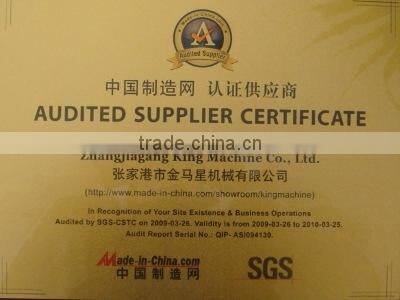 Made-in-China.com
Audited Supplier
中国制造网 认证供应商
AUDITED SUPPLIER CERTIFICATE
trade.china.cn
Zhangjiagang King Machine Co., Ltd.
张家港市金马星机械有限公司
(http://www.made-in-china.com/showroom/kingmachine)
In Recognition of Your Site Existence & Business Operations
Audited by SGS-CSTC on 2009-03-26. Validity is from 2009-03-26 to 2010-03-25.
Audit Report Serial No.: QIP-ASI094139.
Made-in-China.com
中国制造网
SGS